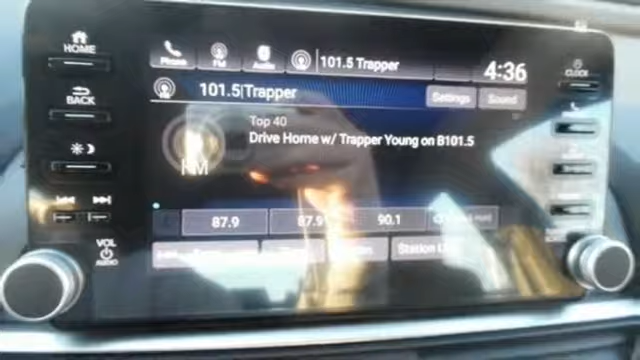 HOME
Phone
FM
Audio
101.5 Trapper
4:36
CLOCK
BACK
101.5|Trapper
Settings
Sound
Top 40
Drive Home w/ Trapper Young on B101.5
FM
87.9
87.9
90.1
VOL
AUDIO
Station